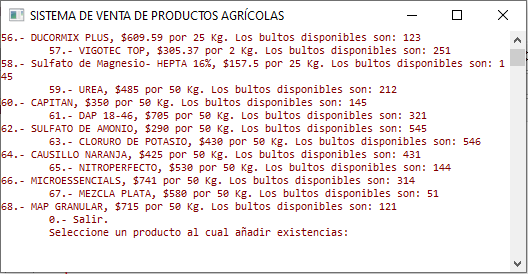 SISTEMA DE VENTA DE PRODUCTOS AGRÍCOLAS
56.- DUCORMIX PLUS, $609.59 por 25 Kg. Los bultos disponibles son: 123
57.- VIGOTEC TOP, $305.37 por 2 Kg. Los bultos disponibles son: 251
58.- Sulfato de Magnesio- HEPTA 16%, $157.5 por 25 Kg. Los bultos disponibles son: 1
45
59.- UREA, $485 por 50 Kg. Los bultos disponibles son: 212
60.- CAPITAN, $350 por 50 Kg. Los bultos disponibles son: 145
61.- DAP 18-46, $705 por 50 Kg. Los bultos disponibles son: 321
62.- SULFATO DE AMONIO, $290 por 50 Kg. Los bultos disponibles son: 545
63.- CLORURO DE POTASIO, $430 por 50 Kg. Los bultos disponibles son: 546
64.- CAUSILLO NARANJA, $425 por 50 Kg. Los bultos disponibles son: 431
65.- NITROPERFECTO, $530 por 50 Kg. Los bultos disponibles son: 144
66.- MICROESSENCIALS, $741 por 50 Kg. Los bultos disponibles son: 314
67.- MEZCLA PLATA, $580 por 50 Kg. Los bultos disponibles son: 51
68.- MAP GRANULAR, $715 por 50 Kg. Los bultos disponibles son: 121
0.- Salir.
Seleccione un producto al cual añadir existencias: